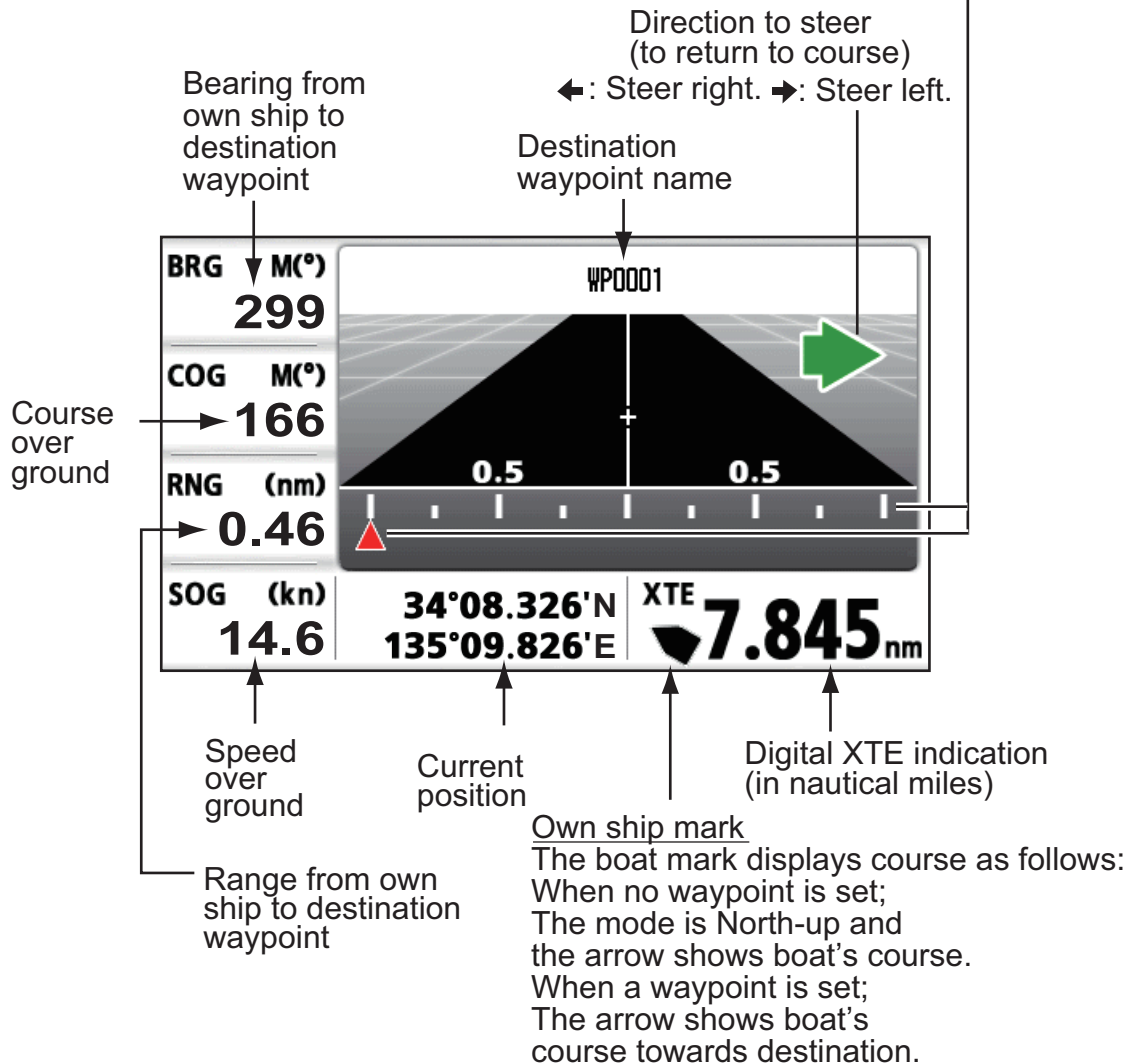 Direction to steer
(to return to course)
←: Steer right. →: Steer left.
Bearing from
own ship to
destination
waypoint
Destination
waypoint name
BRG M(°)
299
WP0001
COG M(°)
166
Course
over
ground
0.5 0.5
RNG (nm)
0.46
SOG (kn)
14.6
34°08.326'N
135°09.826'E
XTE
7.845nm
Speed
over
ground
Current
position
Digital XTE indication
(in nautical miles)
Own ship mark
The boat mark displays course as follows:
When no waypoint is set;
The mode is North-up and
the arrow shows boat's course.
When a waypoint is set;
The arrow shows boat's
course towards destination.
Range from own
ship to destination
waypoint